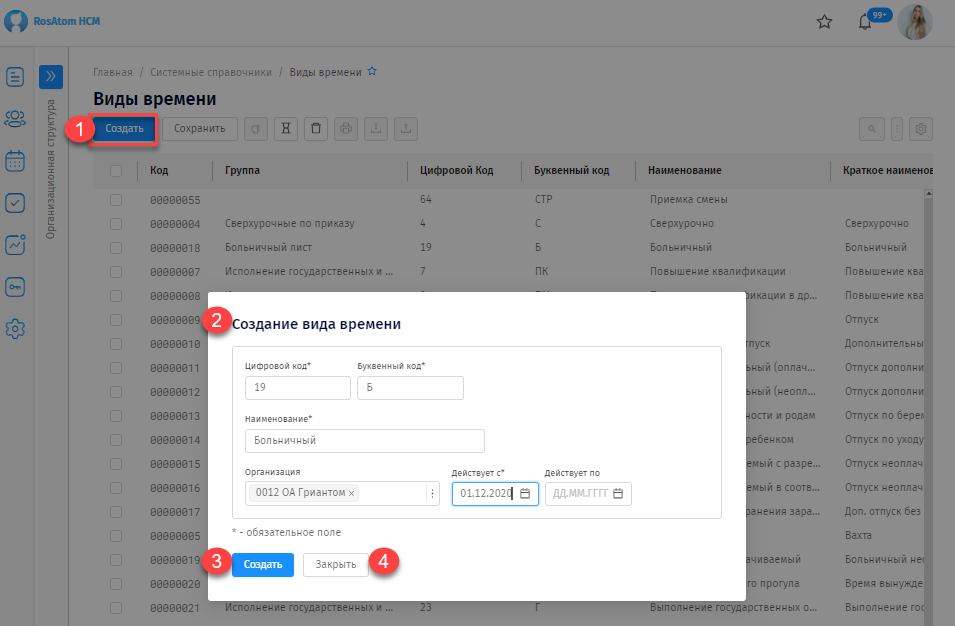 RosAtom HCM
99+
Главная / Системные справочники / Виды времени
Организационная структура
Виды времени
1 Создать Сохранить
Код Группа Цифровой Код Буквенный код Наименование Краткое наименов
00000055 64 СТР Приемка смены
00000004 Сверхурочные по приказу 4 С Сверхурочно Сверхурочно
00000018 Больничный лист 19 Б Больничный Больничный
00000007 Исполнение государственных и ... 7 ПК Повышение квалификации Повышение ква
00000008 фикации в др... Повышение ква
00000009 Отпуск
00000010 тпуск Дополнительны
00000011 ьный (оплач... Отпуск дополни
00000012 ьный (неопл... Отпуск дополни
00000013 ности и родам Отпуск по берем
00000014 ребенком Отпуск по уходу
00000015 емый с разре... Отпуск неоплач
00000016 емый в соотв... Отпуск неоплач
00000017 ранения зара... Доп. отпуск без
00000005 Вахта
00000019 чиваемый Больничный нес
00000020 го прогула Время вынужде
00000021 Исполнение государственных и ... 23 Г Выполнение государственных о... Выполнение гос
2 Создание вида времени
Цифровой код* Буквенный код*
19 Б
Наименование*
Больничный
Организация Действует с* Действует по
0012 ОА Гриантом × 01.12.2020 ДД.ММ.ГГГГ
* - обязательное поле
3 Создать Закрыть 4